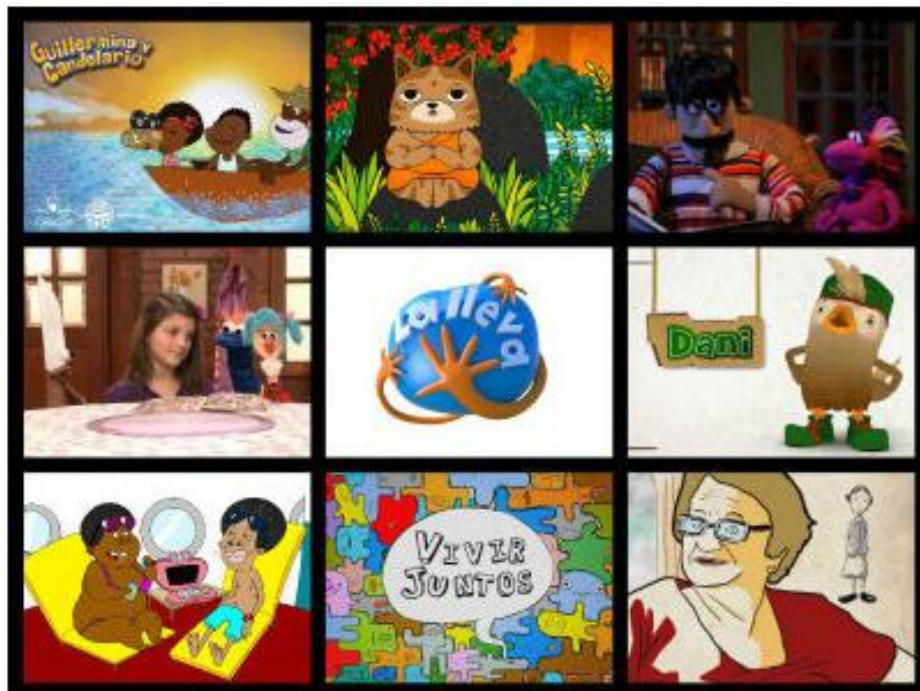 Guillermina y
Candelario
La lleva
Dani
VIVIR
JUNTOS